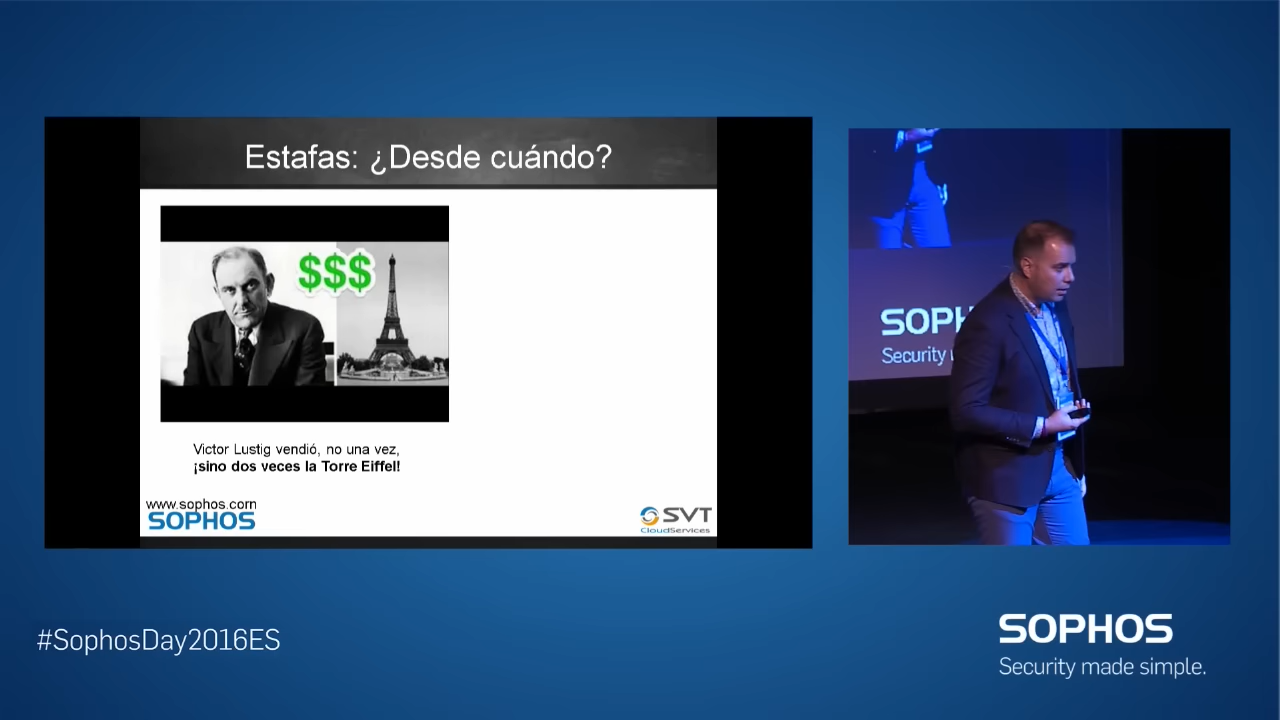 Estafas: ¿Desde cuándo?
$$$
Victor Lustig vendió, no una vez,
¡sino dos veces la Torre Eiffel!
www.sophos.com
SOPHOS
SVT
CloudServices
SOPH
Security
#SophosDay2016ES
SOPHOS
Security made simple.